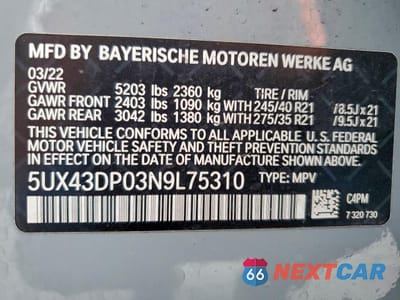 MFD BY BAYERISCHE MOTOREN WERKE AG
03/22
GVWR 5203 lbs 2360 kg TIRE / RIM
GAWR FRONT 2403 lbs 1090 kg WITH 245/40 R21 /8.5J x 21
GAWR REAR 3042 lbs 1380 kg WITH 275/35 R21 /9.5J x 21
THIS VEHICLE CONFORMS TO ALL APPLICABLE U.S. FEDERAL
MOTOR VEHICLE SAFETY AND THEFT PREVENTION STANDARDS
IN EFFECT ON THE DATE OF MANUFACTURE SHOWN ABOVE.
5UX43DP03N9L75310 TYPE: MPV
C4PM
7 320 730
66 NEXTCAR